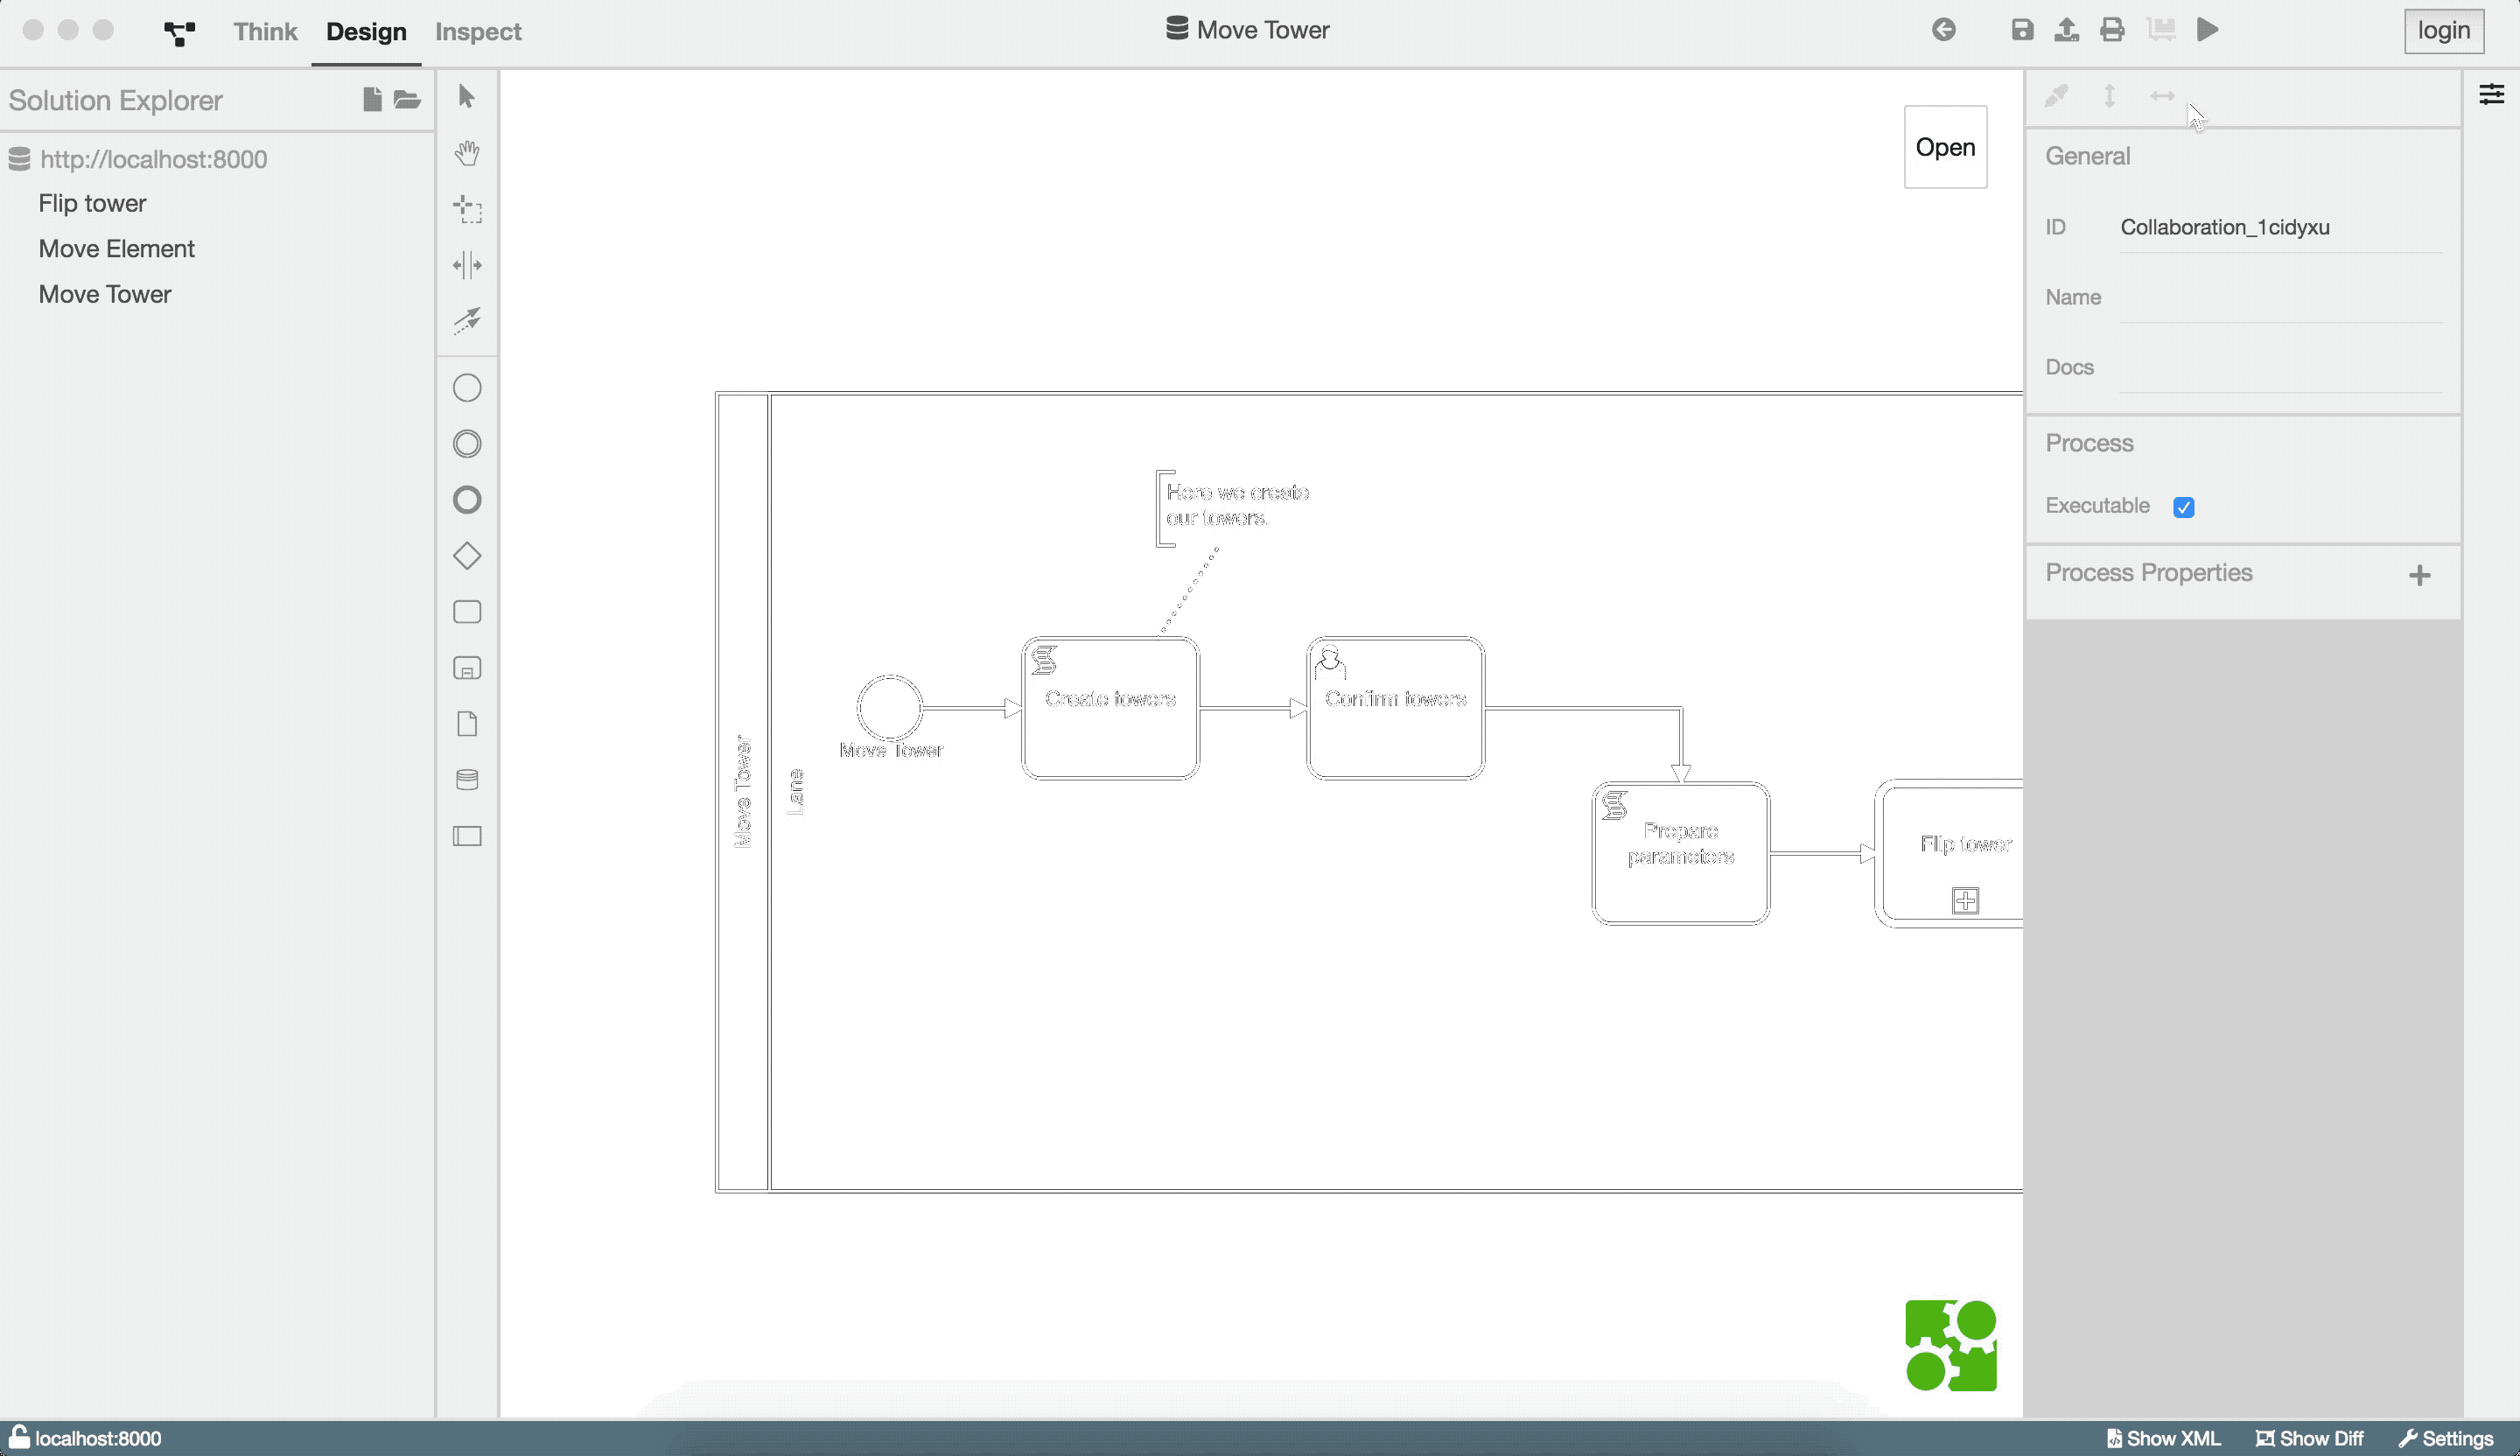 Think
Design
Inspect
Move Tower
login
Solution Explorer
http://localhost:8000
Flip tower
Move Element
Move Tower
Open
Here we create
our towers.
Create towers
Confirm towers
Move Tower
Move Tower
Lane
Prepare
parameters
Flip tower
General
ID
Collaboration_1cidyxu
Name
Docs
Process
Executable
Process Properties
localhost:8000
Show XML
Show Diff
Settings